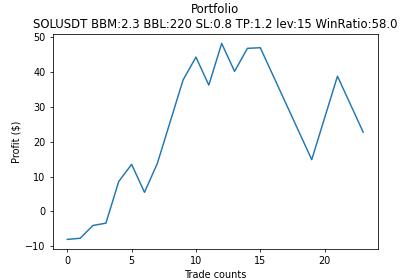 Portfolio
SOLUSDT BBM:2.3 BBL:220 SL:0.8 TP:1.2 lev:15 WinRatio:58.0
Profit ($)
50
40
30
20
10
0
−10
0 5 10 15 20
Trade counts